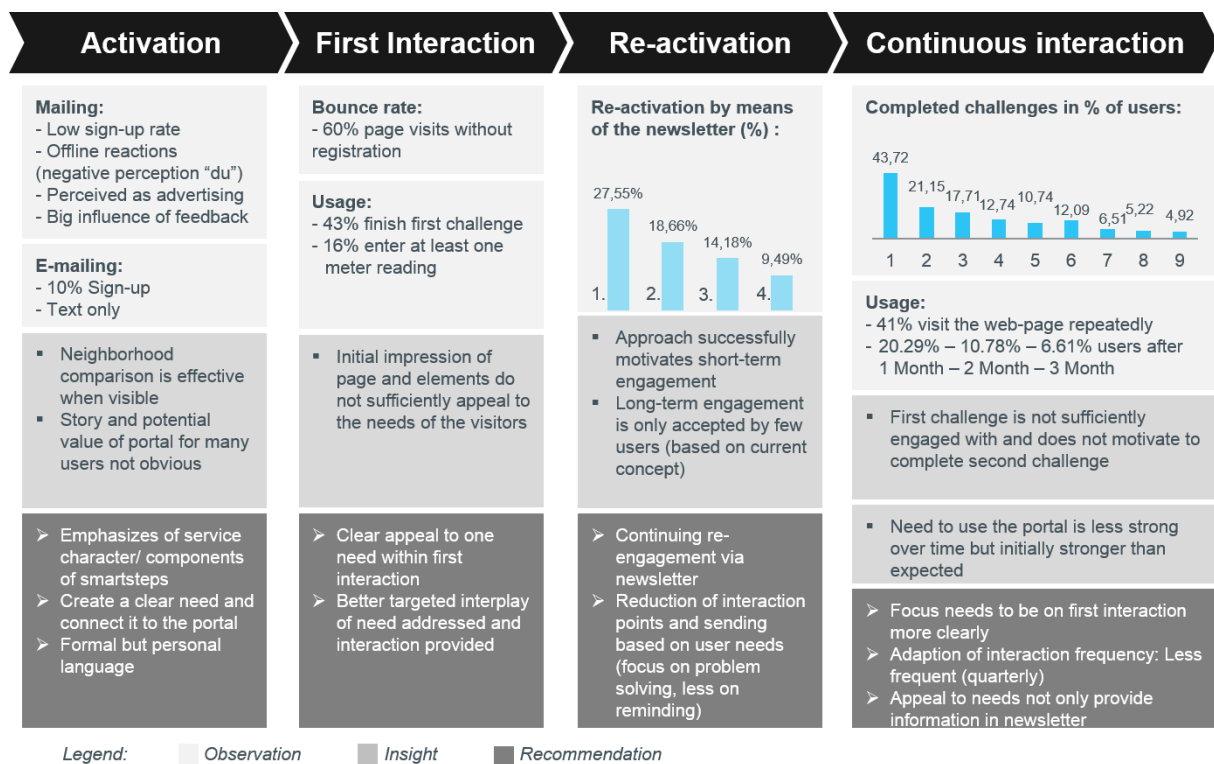 Activation
First Interaction
Re-activation
Continuous interaction
Mailing:
- Low sign-up rate
- Offline reactions
(negative perception “du”)
- Perceived as advertising
- Big influence of feedback
E-mailing:
- 10% Sign-up
- Text only
▪ Neighborhood
comparison is effective
when visible
▪ Story and potential
value of portal for many
users not obvious
➢ Emphasizes of service
character/ components
of smartsteps
➢ Create a clear need and
connect it to the portal
➢ Formal but personal
language
Bounce rate:
- 60% page visits without
registration
Usage:
- 43% finish first challenge
- 16% enter at least one
meter reading
▪ Initial impression of
page and elements do
not sufficiently appeal to
the needs of the visitors
➢ Clear appeal to one
need within first
interaction
➢ Better targeted interplay
of need addressed and
interaction provided
Re-activation by means
of the newsletter (%) :
27,55%
18,66%
14,18%
9,49%
1. 2. 3. 4.
▪ Approach successfully
motivates short-term
engagement
▪ Long-term engagement
is only accepted by few
users (based on current
concept)
➢ Continuing re-
engagement via
newsletter
➢ Reduction of interaction
points and sending
based on user needs
(focus on problem
solving, less on
reminding)
Completed challenges in % of users:
43,72
21,15
17,71
12,74
10,74
12,09
6,51
5,22
4,92
1 2 3 4 5 6 7 8 9
Usage:
- 41% visit the web-page repeatedly
- 20.29% – 10.78% – 6.61% users after
1 Month – 2 Month – 3 Month
▪ First challenge is not sufficiently
engaged with and does not motivate to
complete second challenge
▪ Need to use the portal is less strong
over time but initially stronger than
expected
➢ Focus needs to be on first interaction
more clearly
➢ Adaption of interaction frequency: Less
frequent (quarterly)
➢ Appeal to needs not only provide
information in newsletter
Legend: Observation Insight Recommendation